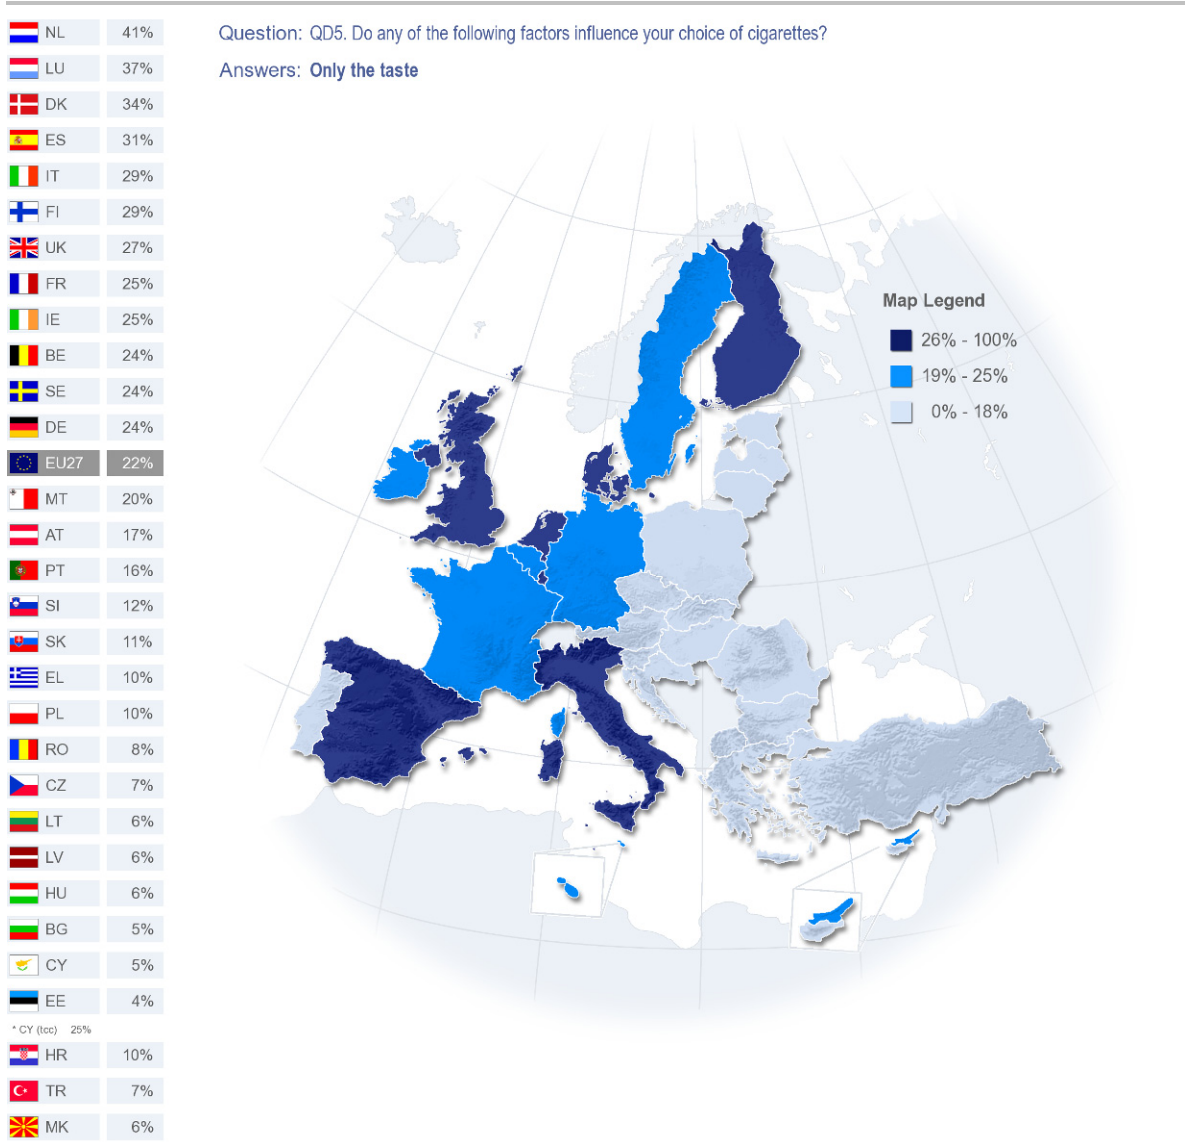 NL 41%
LU 37%
DK 34%
ES 31%
IT 29%
FI 29%
UK 27%
FR 25%
IE 25%
BE 24%
SE 24%
DE 24%
EU27 22%
MT 20%
AT 17%
PT 16%
SI 12%
SK 11%
EL 10%
PL 10%
RO 8%
CZ 7%
LT 6%
LV 6%
HU 6%
BG 5%
CY 5%
EE 4%
* CY (tcc) 25%
HR 10%
TR 7%
MK 6%
Question: QD5. Do any of the following factors influence your choice of cigarettes?
Answers: Only the taste
Map Legend
26% - 100%
19% - 25%
0% - 18%